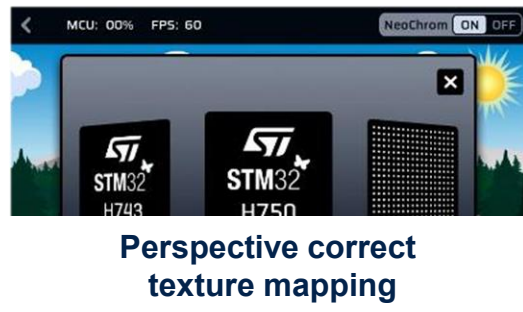 MCU: 00% FPS: 60 NeoChrom ON OFF
STM32 STM32
H743 H750
Perspective correct
texture mapping